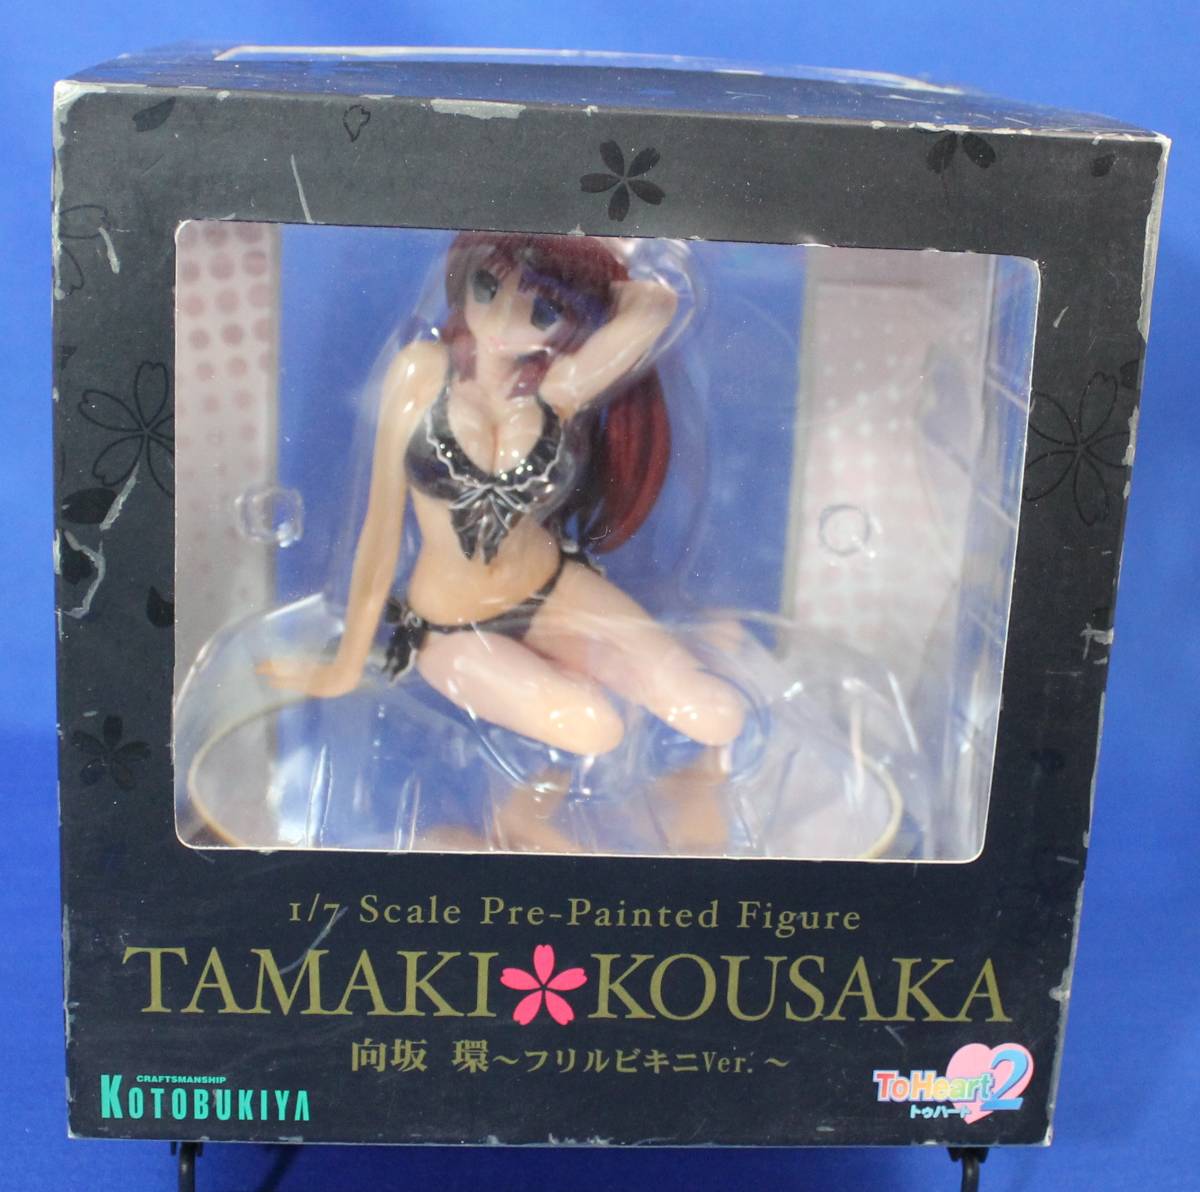 1/7 Scale Pre-Painted Figure
TAMAKI KOUSAKA
向坂 環～フリルビキニVer.～
CRAFTSMANSHIP
KOTOBUKIYA
ToHeart2
トゥハート